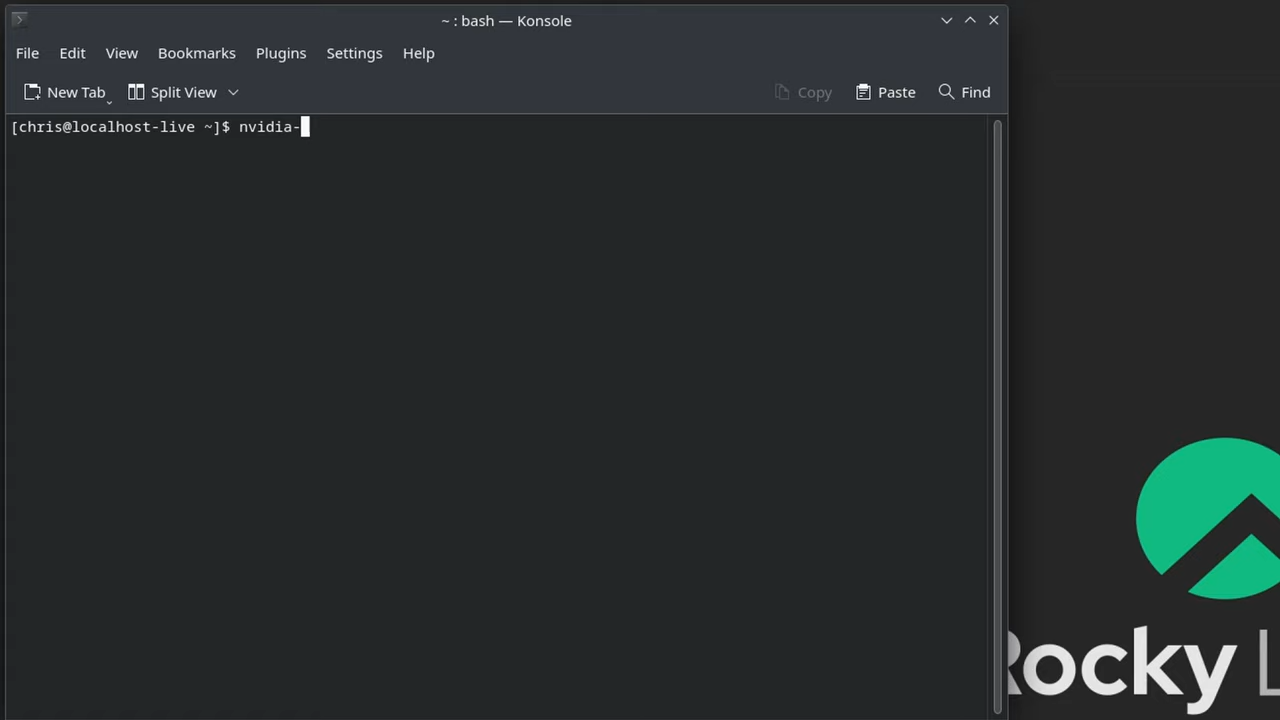 ~ : bash — Konsole
File Edit View Bookmarks Plugins Settings Help
New Tab Split View Copy Paste Find
[chris@localhost-live ~]$ nvidia-
Rocky L